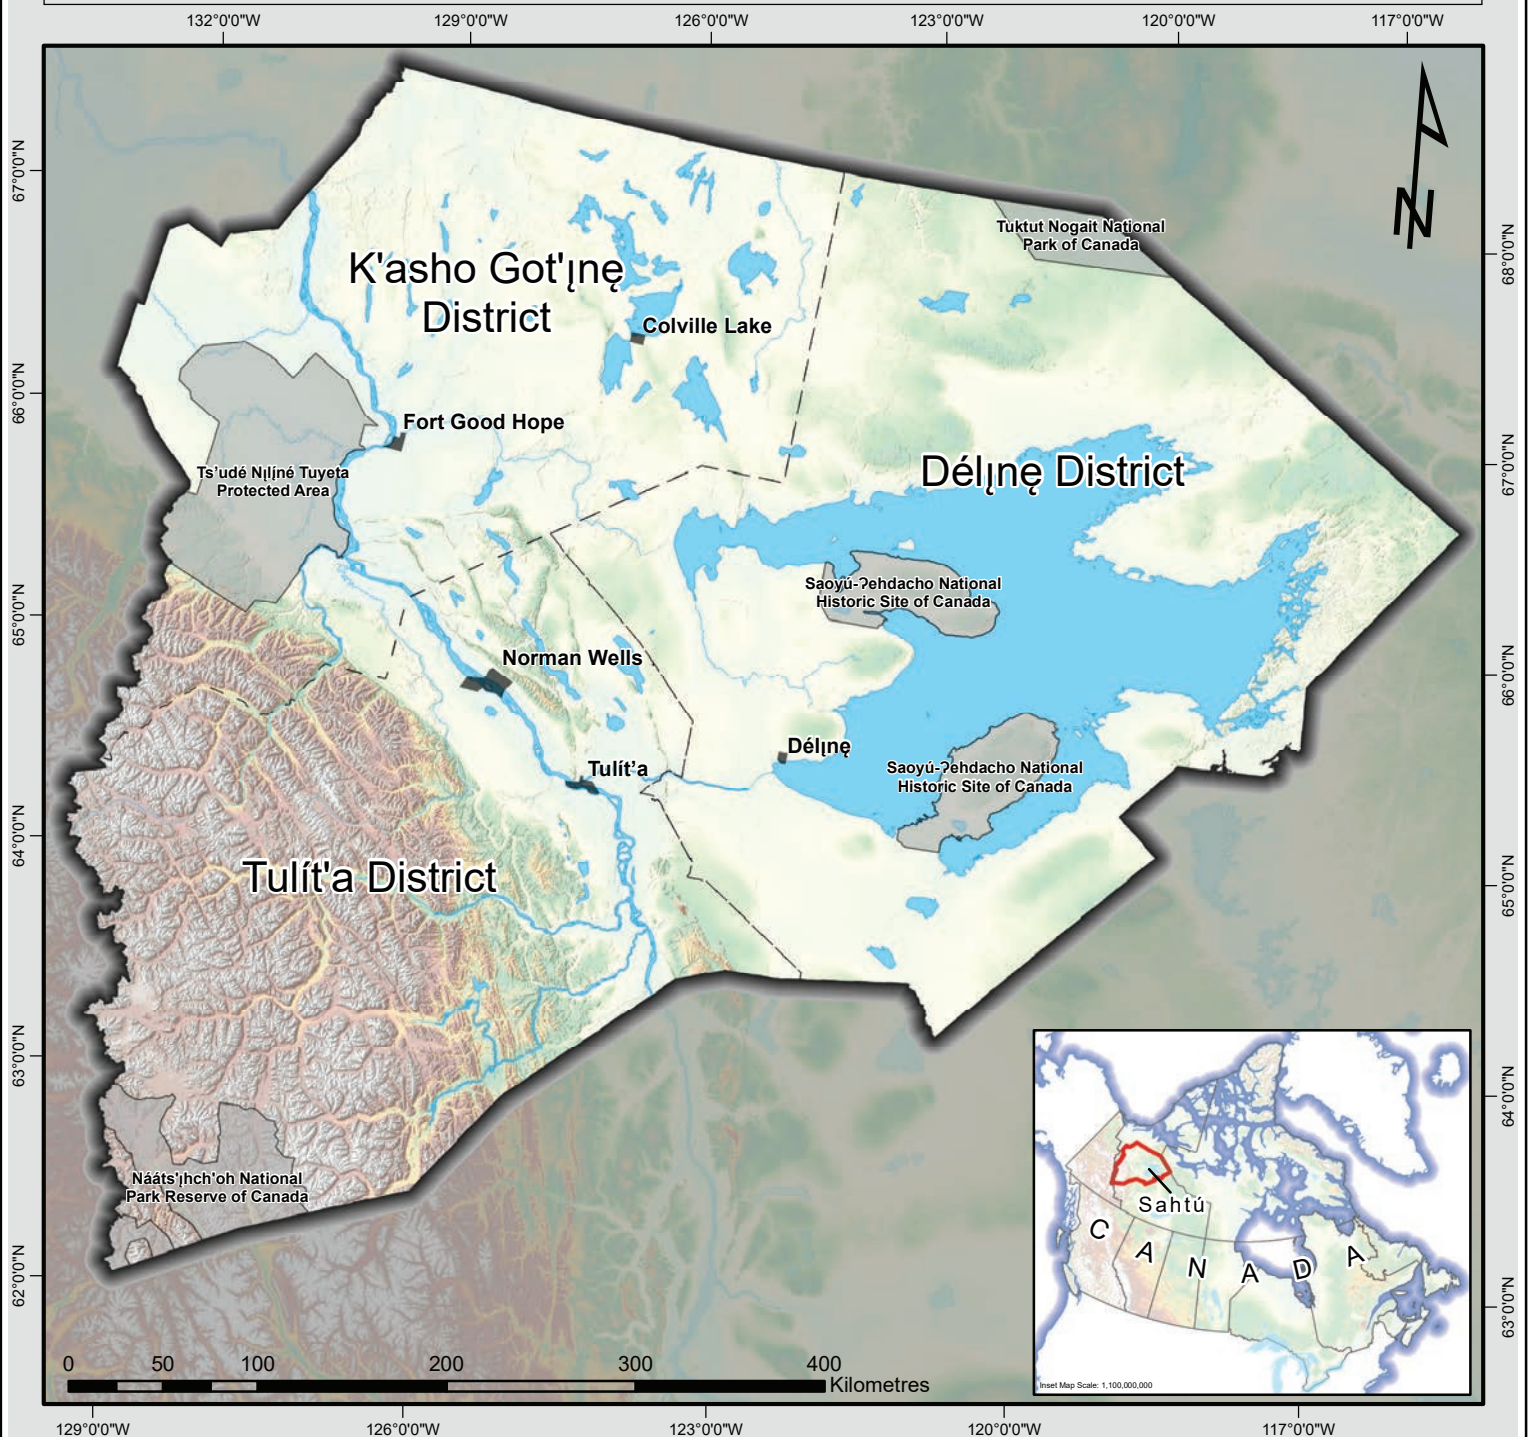 132°0'0"W 129°0'0"W 126°0'0"W 123°0'0"W 120°0'0"W 117°0'0"W
67°0'0"N
66°0'0"N
65°0'0"N
64°0'0"N
63°0'0"N
62°0'0"N
N
Tuktut Nogait National
Park of Canada
K'asho Got'ı̨nę
District
Colville Lake
Fort Good Hope
Ts'udé Nı̨lı̨né Tuyeta
Protected Area
Délı̨nę District
Saoyú-Ɂehdacho National
Historic Site of Canada
Norman Wells
Délı̨nę
Tulít'a
Saoyú-Ɂehdacho National
Historic Site of Canada
Tulít'a District
Nááts'ı̨hch'oh National
Park Reserve of Canada
68°0'0"N
67°0'0"N
66°0'0"N
65°0'0"N
64°0'0"N
63°0'0"N
Sahtú
CANADA
Inset Map Scale: 1,100,000,000
0 50 100 200 300 400
Kilometres
129°0'0"W 126°0'0"W 123°0'0"W 120°0'0"W 117°0'0"W